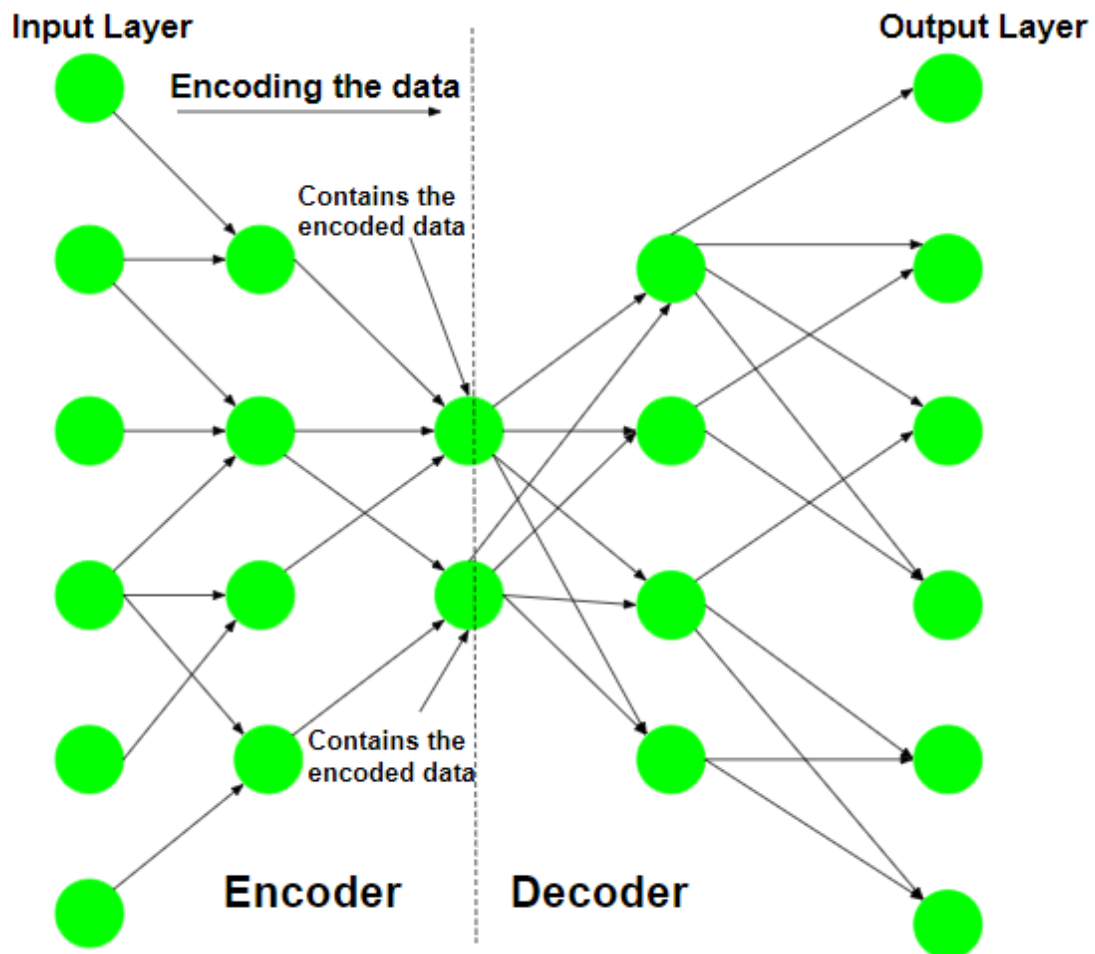 Input Layer
Output Layer
Encoding the data
Contains the
encoded data
Contains the
encoded data
Encoder
Decoder